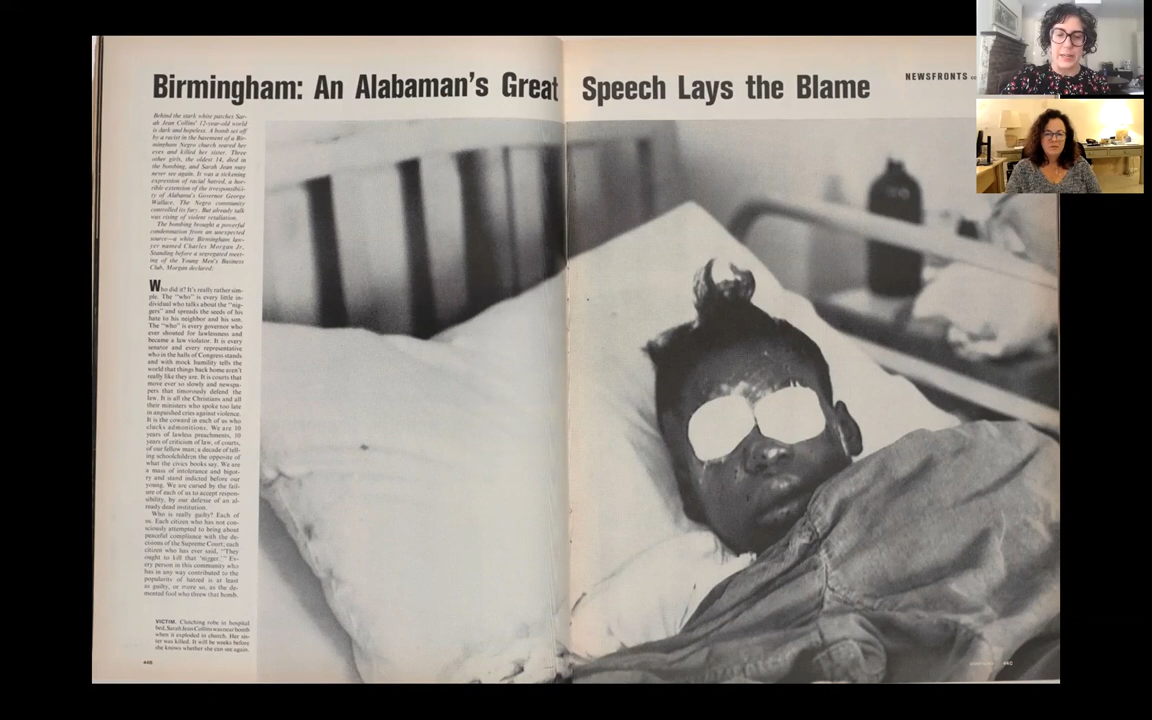 Birmingham: An Alabaman's Great Speech Lays the Blame
NEWSFRONTS
Behind the stark white patches Sar-
ah Jean Collins' 12-year-old world
is dark and hopeless. A bomb set off
by a racist in the basement of a Bir-
mingham Negro church seared her
eyes and killed her sister. Three
other girls, the oldest 14, died in
the bombing, and Sarah Jean may
never see again. It was a sickening
expression of racial hatred, a hor-
rible extension of the irresponsibili-
ty of Alabama's Governor George
Wallace. The Negro community
controlled its fury. But already talk
was rising of violent retaliation.
The bombing brought a powerful
condemnation from an unexpected
source—a white Birmingham law-
yer named Charles Morgan Jr.
Standing before a segregated meet-
ing of the Young Men's Business
Club, Morgan declared:
Who did it? It's really rather sim-
ple. The "who" is every little in-
dividual who talks about the "nig-
gers" and spreads the seeds of his
hate to his neighbor and his son.
The "who" is every governor who
ever shouted for lawlessness and
became a law violator. It is every
senator and every representative
who in the halls of Congress stands
and with mock humility tells the
world that things back home aren't
really like they are. It is courts that
move ever so slowly and newspa-
pers that timorously defend the
law. It is all the Christians and all
their ministers who spoke too late
in anguished cries against violence.
It is the coward in each of us who
clucks admonitions. We are 10
years of lawless preachments, 10
years of criticism of law, of courts,
of our fellow man; a decade of tell-
ing schoolchildren the opposite of
what the civics books say. We are
a mass of intolerance and bigot-
ry and stand indicted before our
young. We are cursed by the fail-
ure of each of us to accept respon-
sibility, by our defense of an al-
ready dead institution.
Who is really guilty? Each of
us. Each citizen who has not con-
sciously attempted to bring about
peaceful compliance with the de-
cisions of the Supreme Court; each
citizen who has ever said, "They
ought to kill that 'nigger.'" Ev-
ery person in this community who
has in any way contributed to the
popularity of hatred is at least
as guilty, or more so, as the de-
mented fool who threw that bomb.
VICTIM. Clutching robe in hospital
bed, Sarah Jean Collins was near bomb
when it exploded in church. Her sis-
ter was killed. It will be weeks before
she knows whether she can see again.
44B